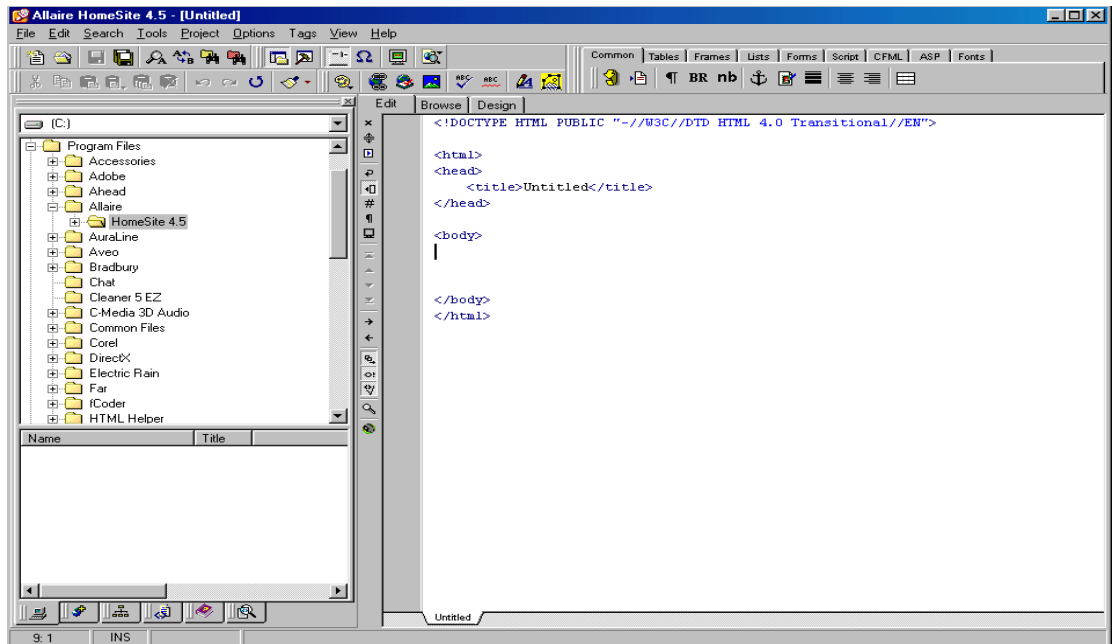 Allaire HomeSite 4.5 - [Untitled]
File Edit Search Tools Project Options Tags View Help
Common Tables Frames Lists Forms Script CFML ASP Fonts
BR nb
Edit Browse Design
(C:)
Program Files
Accessories
Adobe
Ahead
Allaire
HomeSite 4.5
AuraLine
Aveo
Bradbury
Chat
Cleaner 5 EZ
C-Media 3D Audio
Common Files
Corel
DirectX
Electric Rain
Far
fCoder
HTML Helper
Name Title
<!DOCTYPE HTML PUBLIC "-//W3C//DTD HTML 4.0 Transitional//EN">
<html>
<head>
<title>Untitled</title>
</head>
<body>
</body>
</html>
Untitled
9: 1 INS